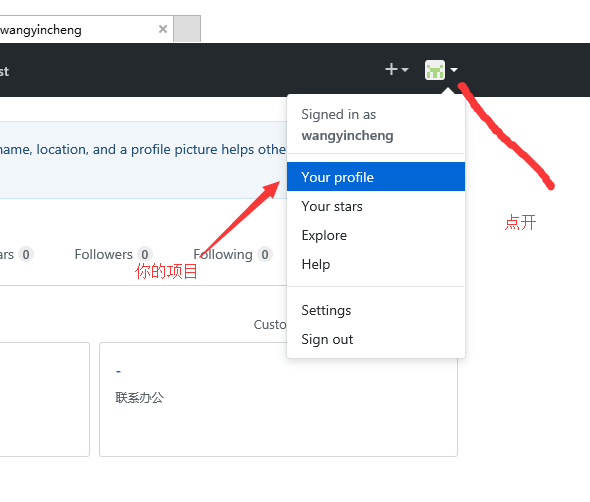 wangyincheng
st
Signed in as
wangyincheng
name, location, and a profile picture helps othe
Your profile
Your stars
点开
Explore
ars 0 Followers 0 Following 0
Help
你的项目
Settings
Custo
Sign out
-
联系办公